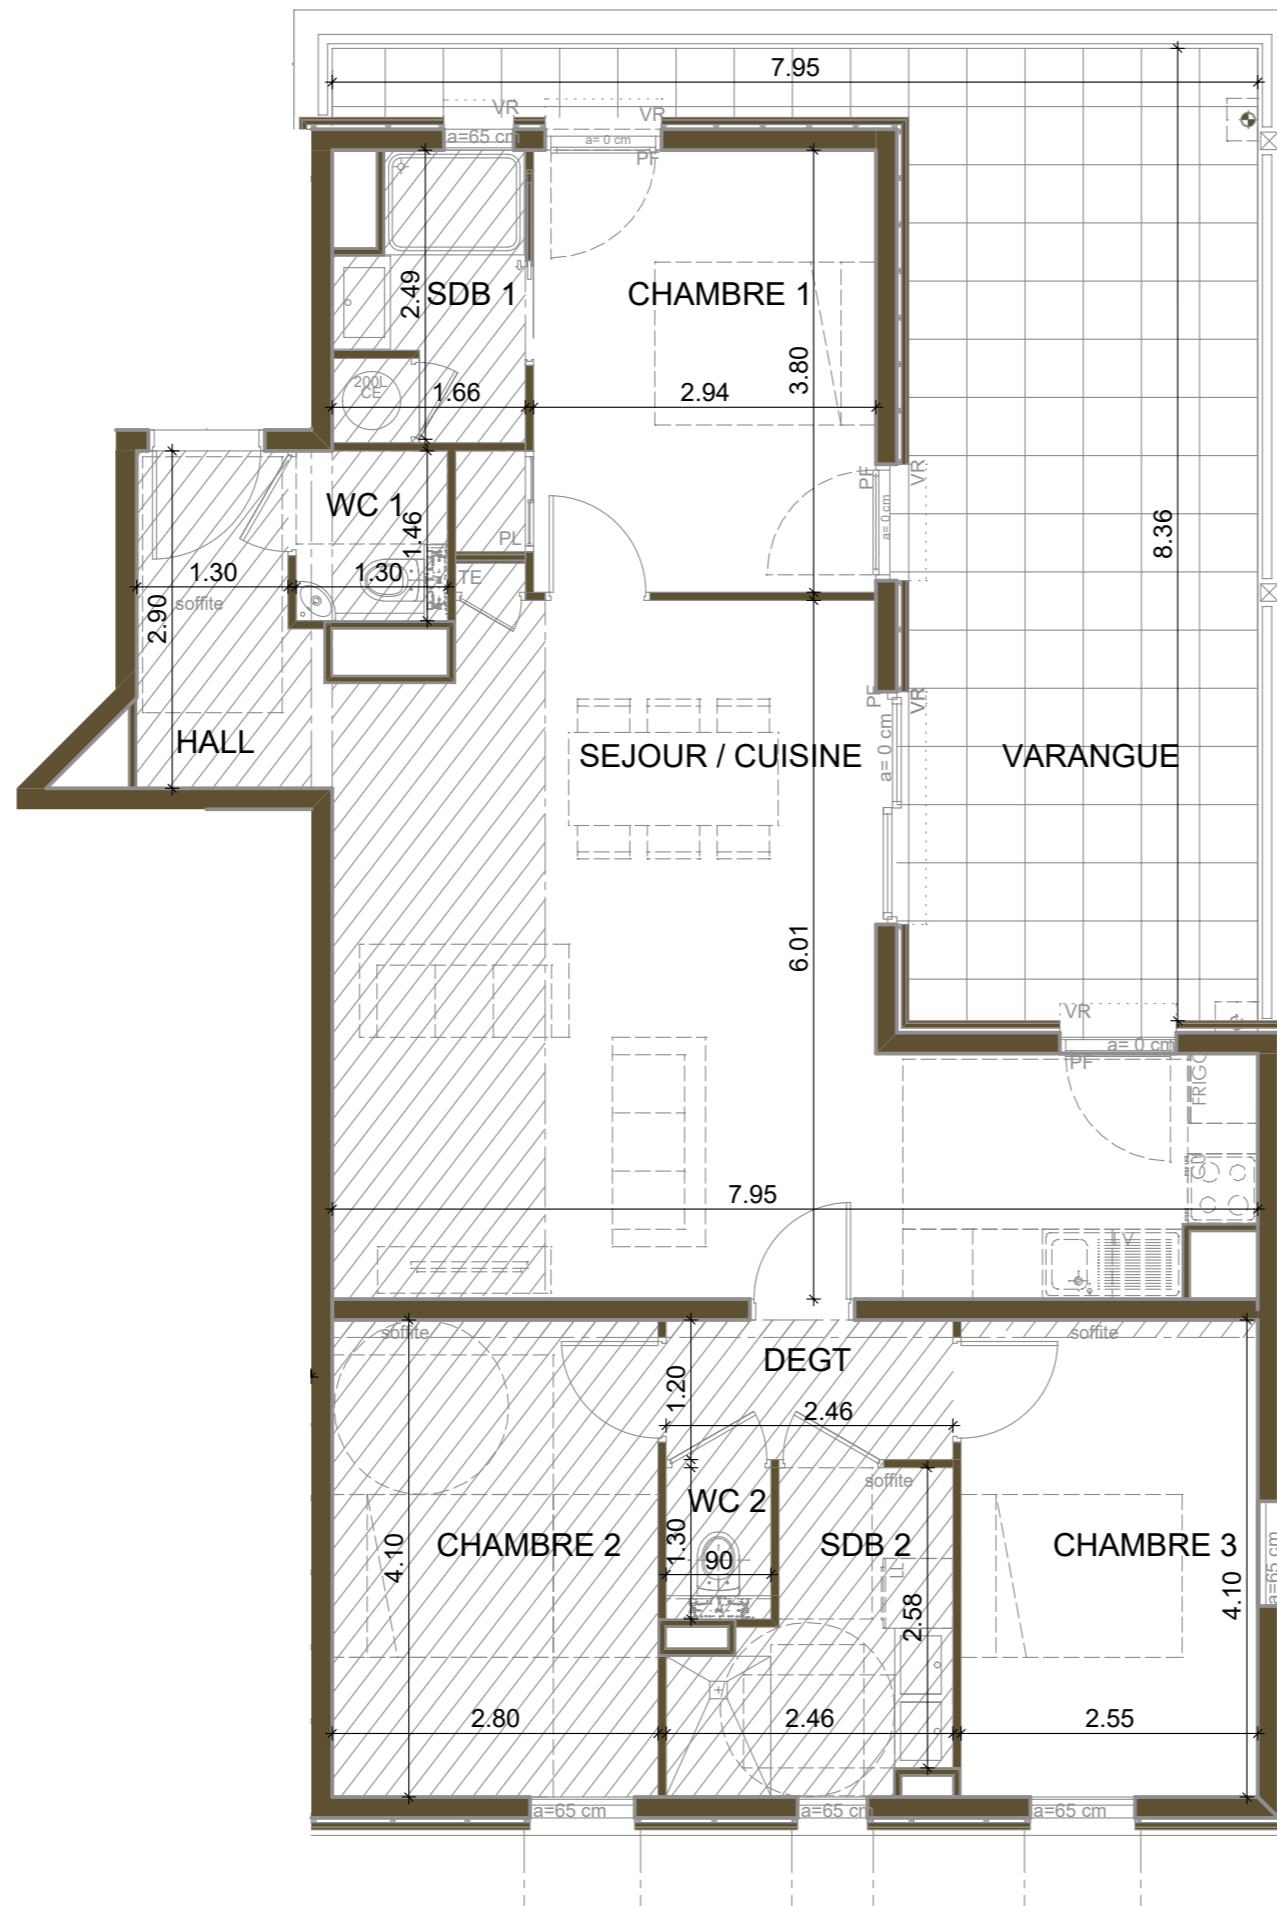 7.95
VR
VR
a=65 cm
a= 0 cm
PF
SDB 1
CHAMBRE 1
2.49
3.80
200L
CE
1.66
2.94
WC 1
1.46
PF
VR
a= 0 cm
8.36
PL
1.30
1.30
TE
soffite
2.90
HALL
SEJOUR / CUISINE
VARANGUE
PF
VR
a= 0 cm
6.01
VR
a= 0 cm
PF
FRIGO
7.95
LV
soffite
soffite
DEGT
1.20
2.46
soffite
WC 2
CHAMBRE 2
SDB 2
CHAMBRE 3
4.10
1.30
90
LL
2.58
4.10
a=65 cm
2.80
2.46
2.55
a=65 cm
a=65 cm
a=65 cm